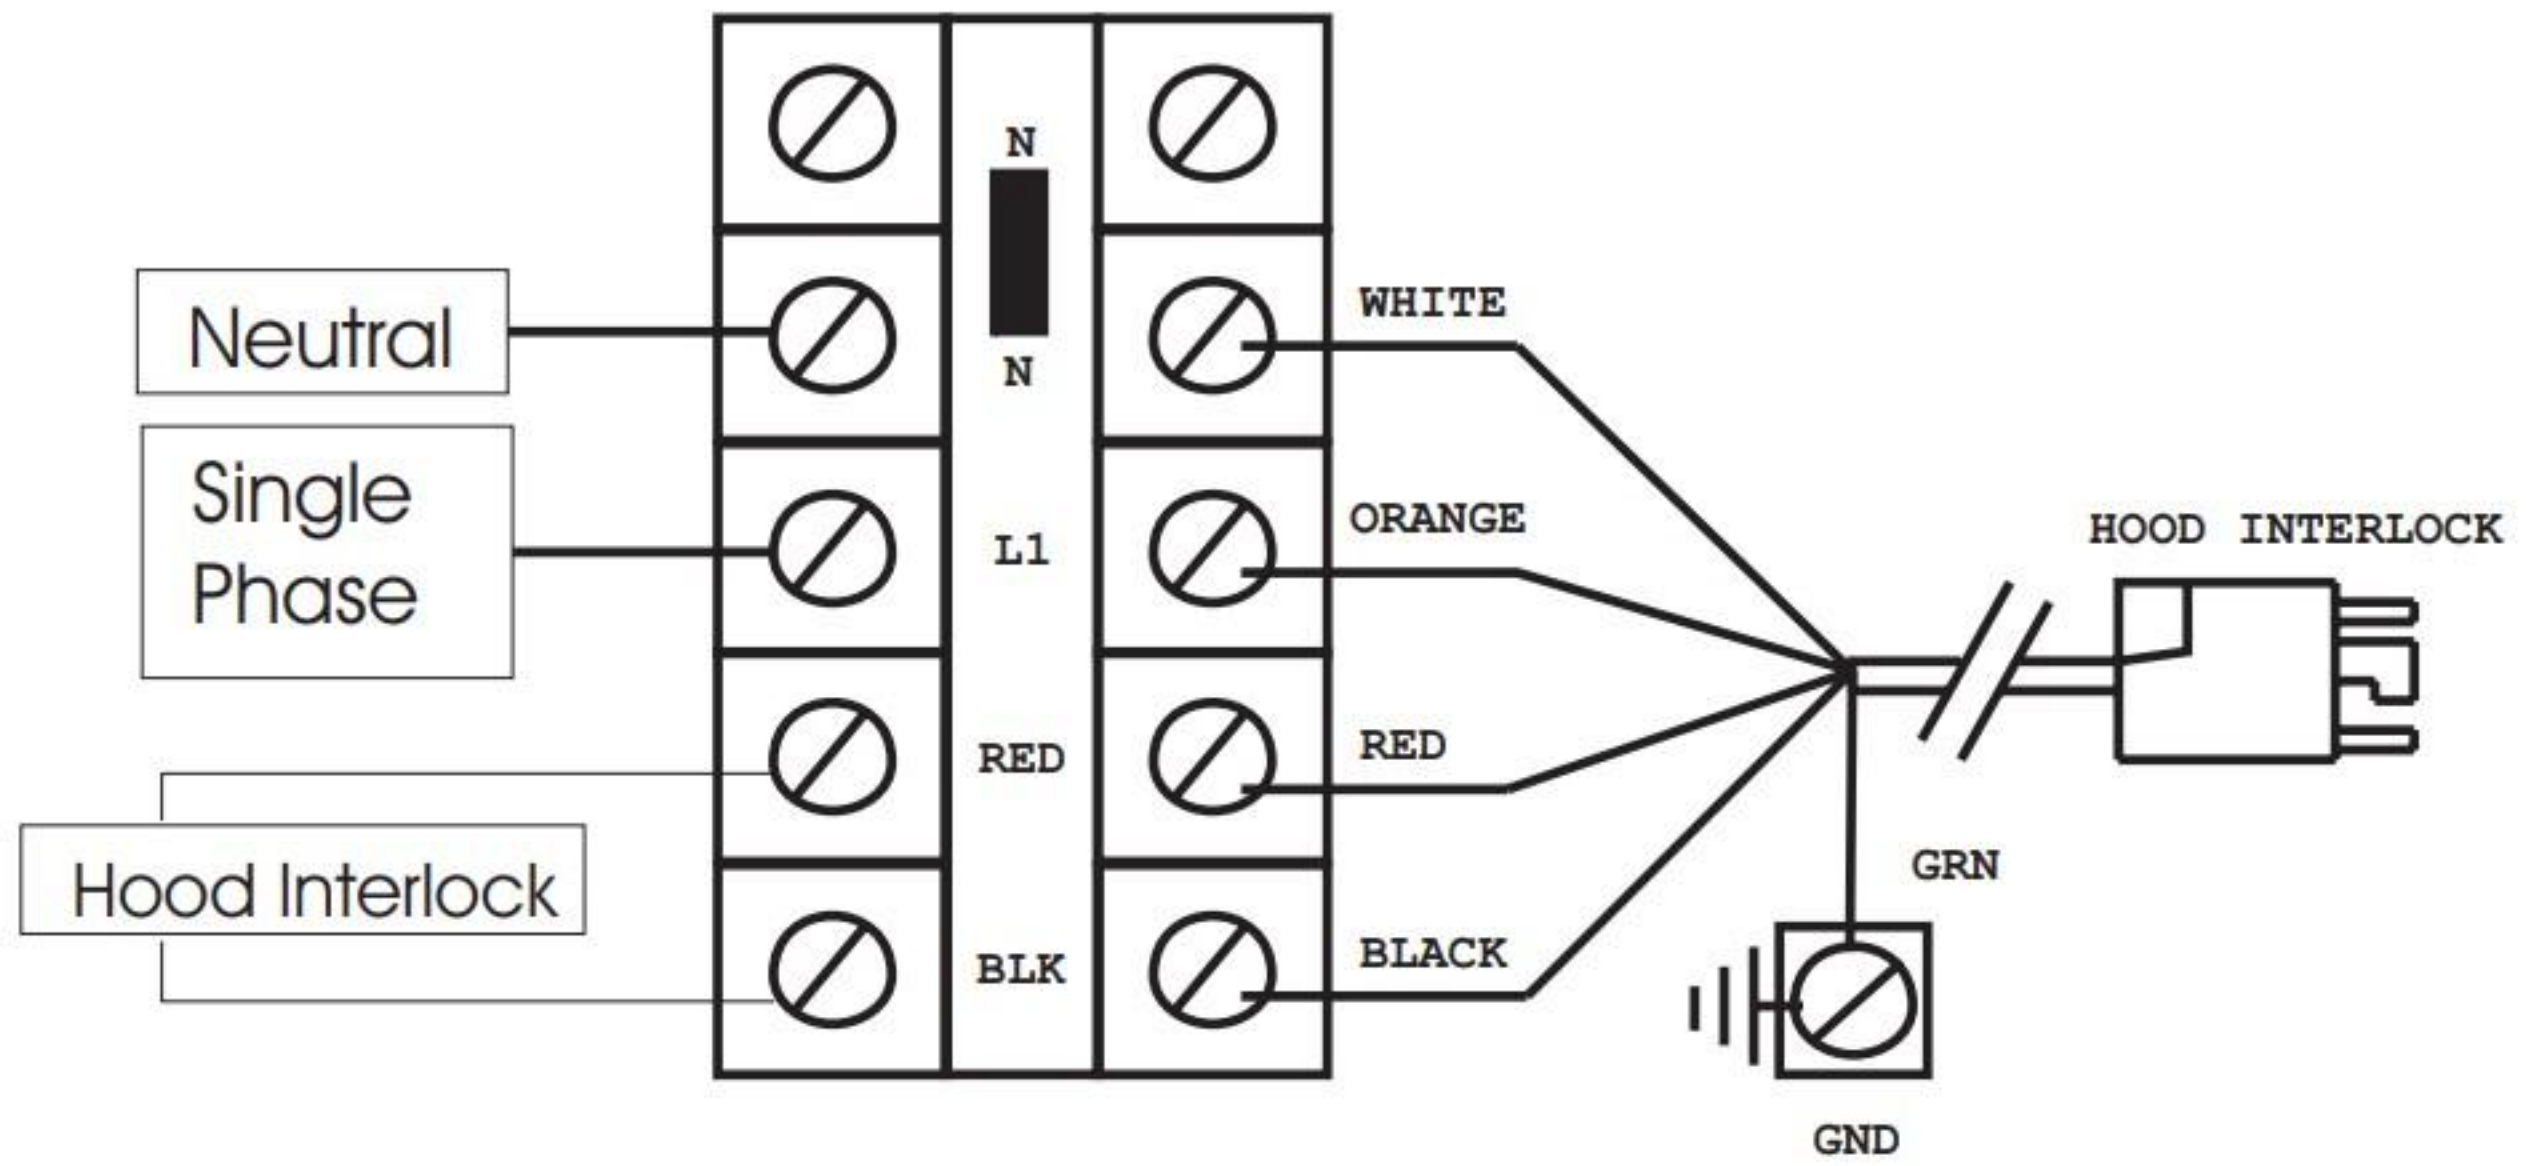 N
N
Neutral
WHITE
Single
Phase
L1
ORANGE
HOOD INTERLOCK
RED
RED
Hood Interlock
GRN
BLK
BLACK
GND